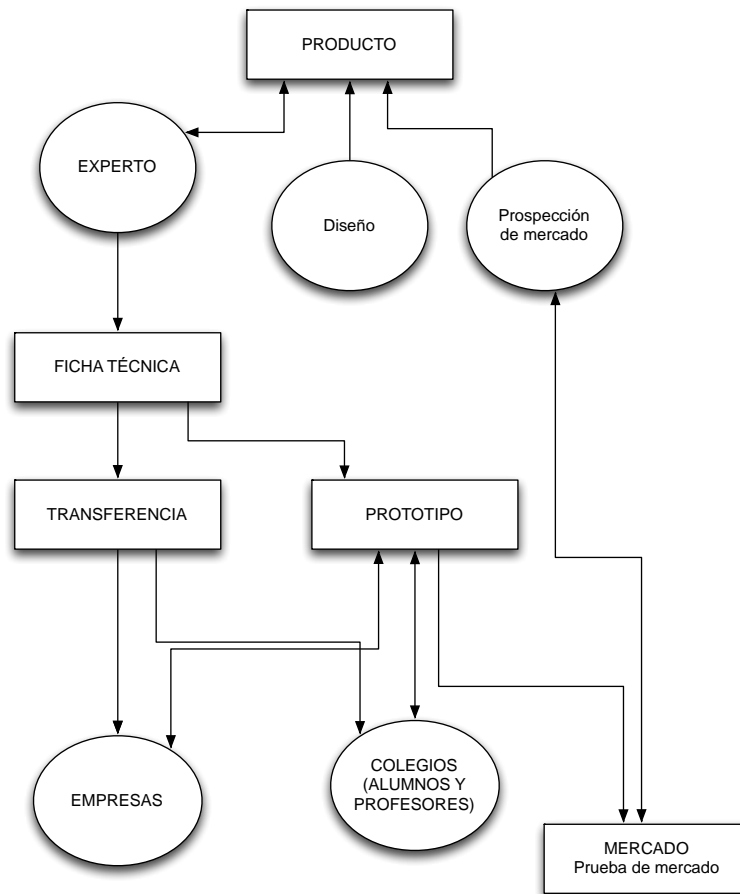 PRODUCTO
EXPERTO
Diseño
Prospección
de mercado
FICHA TÉCNICA
TRANSFERENCIA
PROTOTIPO
EMPRESAS
COLEGIOS
(ALUMNOS Y
PROFESORES)
MERCADO
Prueba de mercado